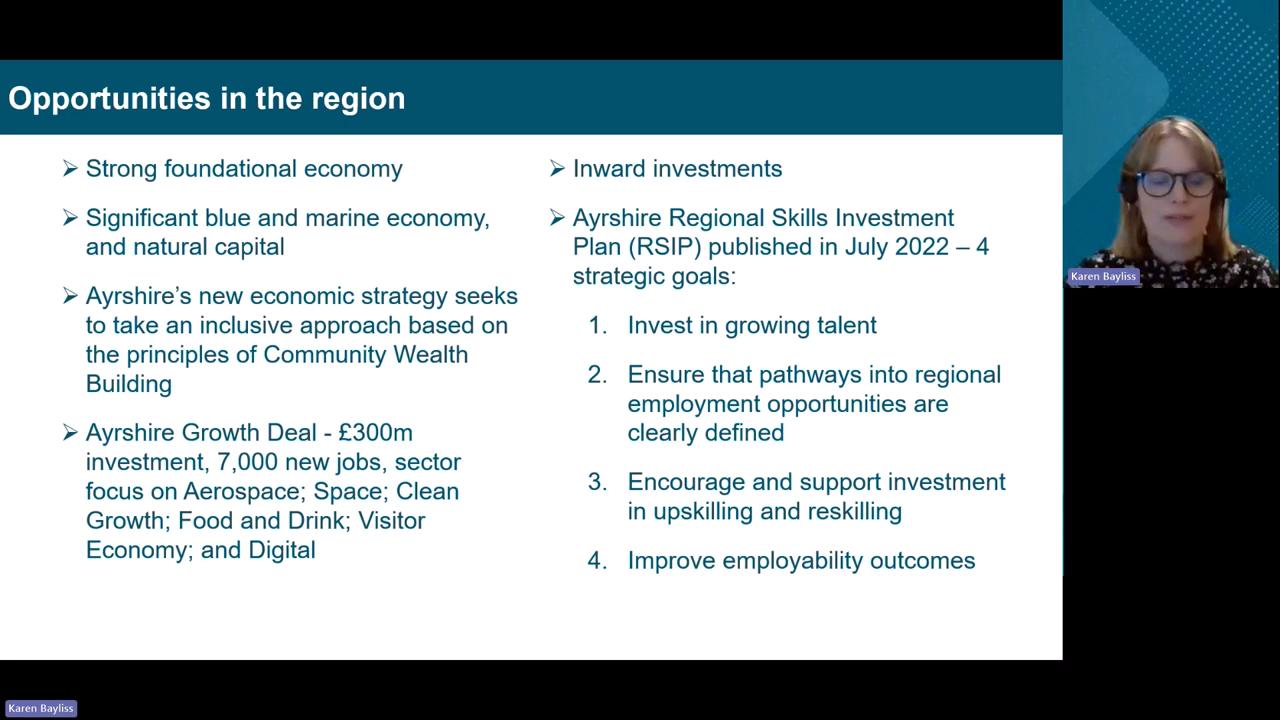 Opportunities in the region
➢ Strong foundational economy
➢ Significant blue and marine economy,
and natural capital
➢ Ayrshire’s new economic strategy seeks
to take an inclusive approach based on
the principles of Community Wealth
Building
➢ Ayrshire Growth Deal - £300m
investment, 7,000 new jobs, sector
focus on Aerospace; Space; Clean
Growth; Food and Drink; Visitor
Economy; and Digital
➢ Inward investments
➢ Ayrshire Regional Skills Investment
Plan (RSIP) published in July 2022 – 4
strategic goals:
1. Invest in growing talent
2. Ensure that pathways into regional
employment opportunities are
clearly defined
3. Encourage and support investment
in upskilling and reskilling
4. Improve employability outcomes
Karen Bayliss
Karen Bayliss